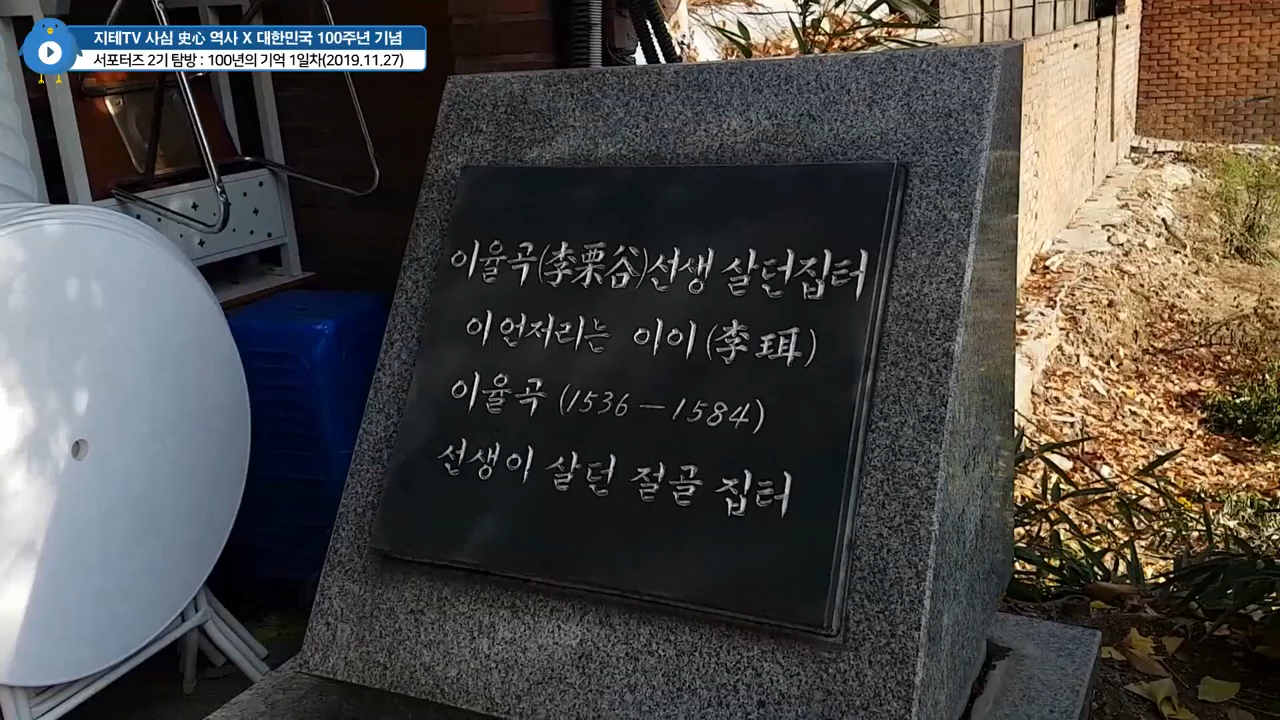 지테TV 사심 史心 역사 X 대한민국 100주년 기념
서포터즈 2기 탐방 : 100년의 기억 1일차(2019.11.27)
이율곡(李栗谷)선생 살던집터
이언저리는 이이(李珥)
이율곡 (1536-1584)
선생이 살던 절골 집터